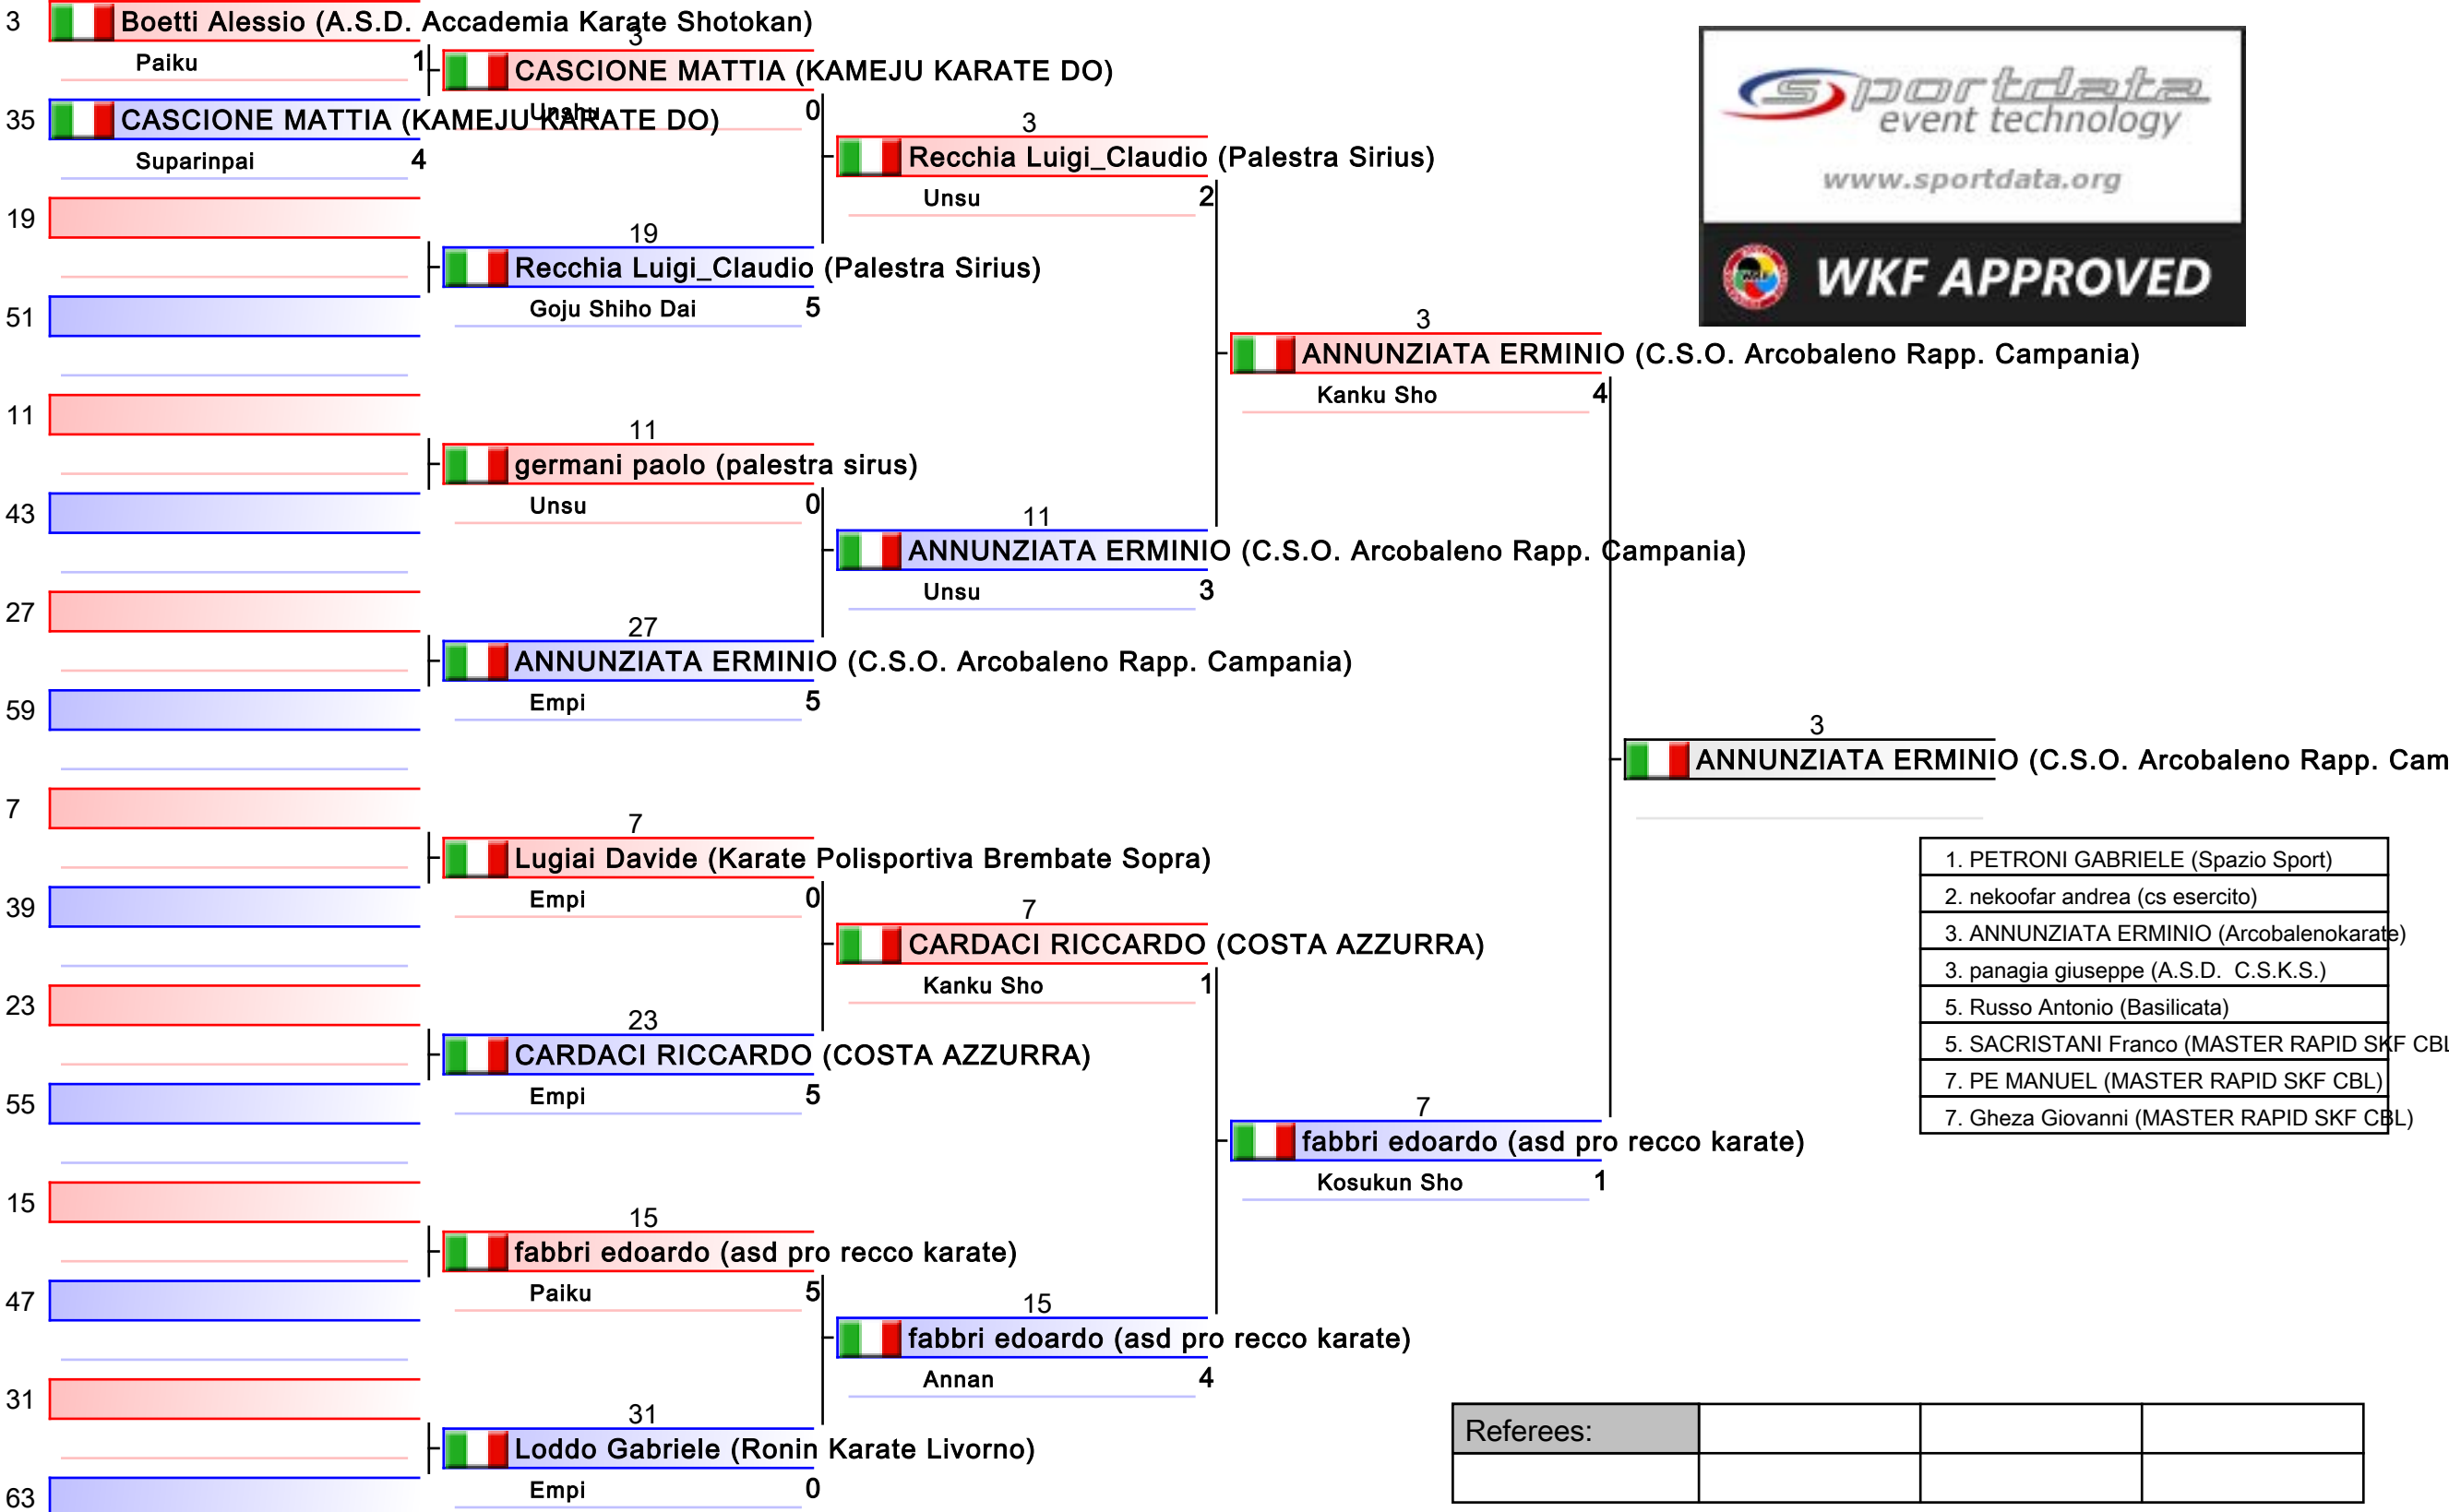 3 Boetti Alessio (A.S.D. Accademia Karate Shotokan)
Paiku 1
35 CASCIONE MATTIA (KAMEJU KARATE DO)
Suparinpai 4
19
51
11
43
27
59
7
39
23
55
15
47
31
63
3
CASCIONE MATTIA (KAMEJU KARATE DO)
Unshu 0
19
Recchia Luigi_Claudio (Palestra Sirius)
Goju Shiho Dai 5
11
germani paolo (palestra sirus)
Unsu 0
27
ANNUNZIATA ERMINIO (C.S.O. Arcobaleno Rapp. Campania)
Empi 5
7
Lugiai Davide (Karate Polisportiva Brembate Sopra)
Empi 0
23
CARDACI RICCARDO (COSTA AZZURRA)
Empi 5
15
fabbri edoardo (asd pro recco karate)
Paiku 5
31
Loddo Gabriele (Ronin Karate Livorno)
Empi 0
3
Recchia Luigi_Claudio (Palestra Sirius)
Unsu 2
11
ANNUNZIATA ERMINIO (C.S.O. Arcobaleno Rapp. Campania)
Unsu 3
7
CARDACI RICCARDO (COSTA AZZURRA)
Kanku Sho 1
15
fabbri edoardo (asd pro recco karate)
Annan 4
3
ANNUNZIATA ERMINIO (C.S.O. Arcobaleno Rapp. Campania)
Kanku Sho 4
7
fabbri edoardo (asd pro recco karate)
Kosukun Sho 1
3
ANNUNZIATA ERMINIO (C.S.O. Arcobaleno Rapp. Cam
sportdata
event technology
www.sportdata.org
WKF APPROVED
1. PETRONI GABRIELE (Spazio Sport)
2. nekoofar andrea (cs esercito)
3. ANNUNZIATA ERMINIO (Arcobalenokarate)
3. panagia giuseppe (A.S.D. C.S.K.S.)
5. Russo Antonio (Basilicata)
5. SACRISTANI Franco (MASTER RAPID SKF CBL
7. PE MANUEL (MASTER RAPID SKF CBL)
7. Gheza Giovanni (MASTER RAPID SKF CBL)
Referees: